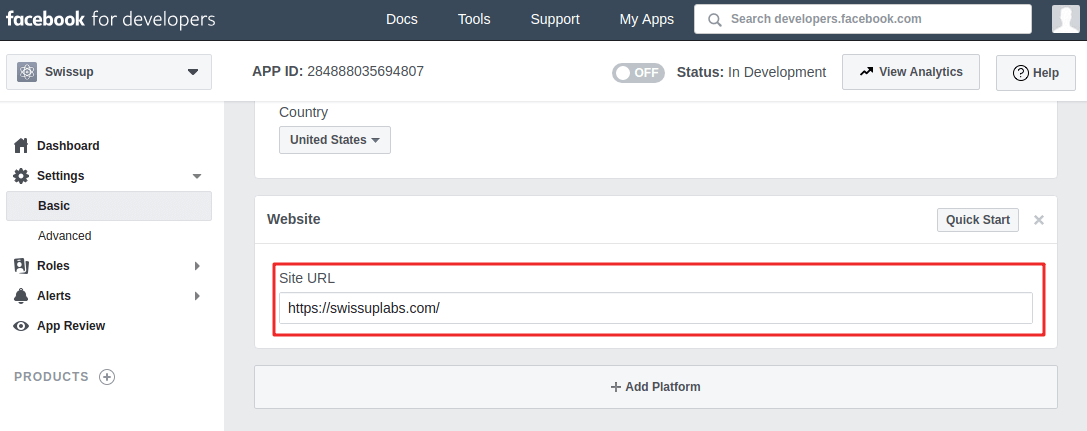 facebook for developers
Docs Tools Support My Apps Search developers.facebook.com
Swissup APP ID: 284888035694807 OFF Status: In Development View Analytics Help
Country
United States
Dashboard
Settings
Basic
Advanced
Roles
Alerts
App Review
PRODUCTS
Website Quick Start
Site URL
https://swissuplabs.com/
Add Platform